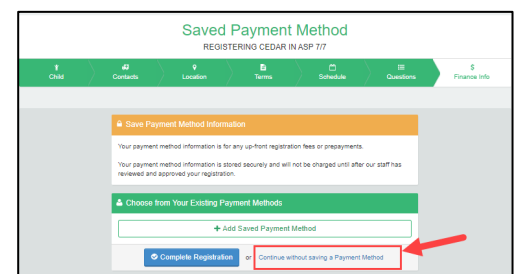 Saved Payment Method
REGISTERING CEDAR IN ASP 7/7
Child
Contacts
Location
Terms
Schedule
Questions
Finance Info
Save Payment Method Information
Your payment method information is for any up-front registration fees or prepayments.
Your payment method information is stored securely and will not be charged until after our staff has
reviewed and approved your registration.
Choose from Your Existing Payment Methods
+ Add Saved Payment Method
Complete Registration or Continue without saving a Payment Method